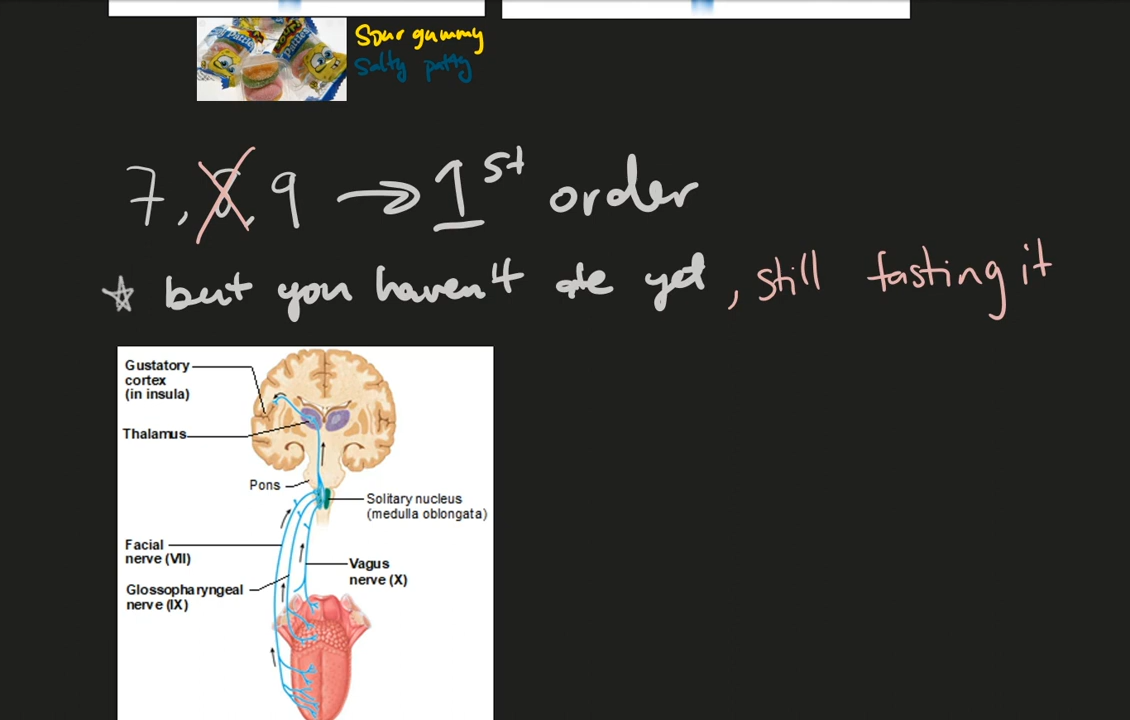 Sour gummy
Salty patty
7, 9 → 1st order
☆ but you haven't ate yet, still tasting it
Gustatory
cortex
(in insula)
Thalamus
Pons
Solitary nucleus
(medulla oblongata)
Facial
nerve (VII)
Vagus
nerve (X)
Glossopharyngeal
nerve (IX)